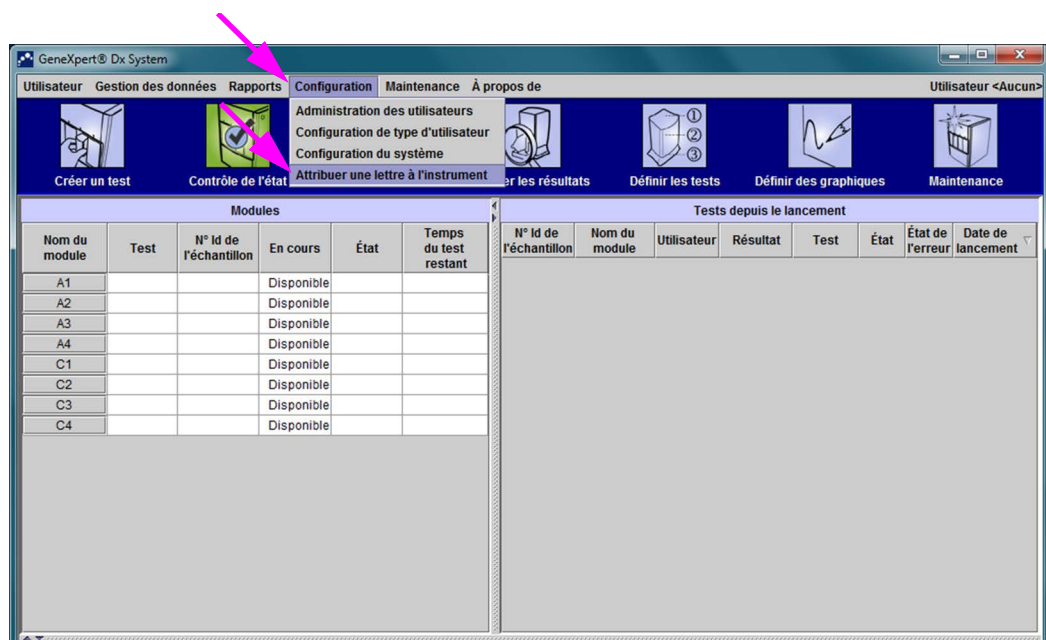 GeneXpert® Dx System
Utilisateur Gestion des données Rapports Configuration Maintenance À propos de Utilisateur <Aucun>
Administration des utilisateurs
Configuration de type d'utilisateur
Configuration du système
Attribuer une lettre à l'instrument
Créer un test Contrôle de l'état er les résultats Définir les tests Définir des graphiques Maintenance
Modules
Nom du module Test N° Id de l'échantillon En cours État Temps du test restant
A1 Disponible
A2 Disponible
A3 Disponible
A4 Disponible
C1 Disponible
C2 Disponible
C3 Disponible
C4 Disponible
Tests depuis le lancement
N° Id de l'échantillon Nom du module Utilisateur Résultat Test État État de l'erreur Date de lancement